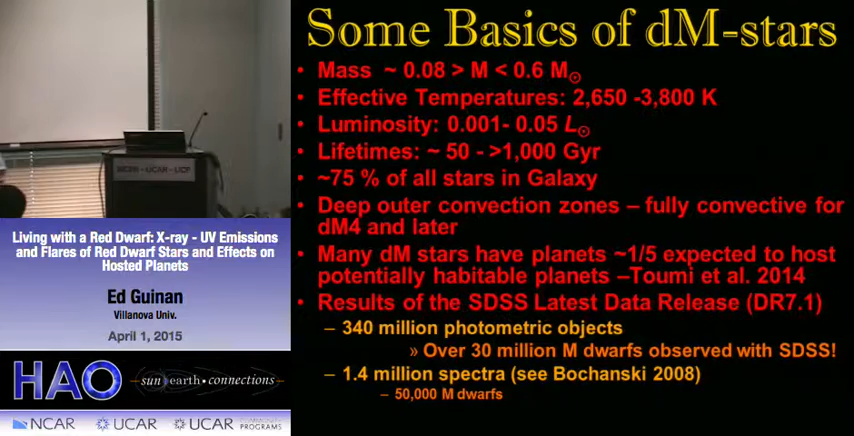 Some Basics of dM-stars
• Mass ~ 0.08 > M < 0.6 M☉
• Effective Temperatures: 2,650 -3,800 K
• Luminosity: 0.001- 0.05 L☉
• Lifetimes: ~ 50 - >1,000 Gyr
• ~75 % of all stars in Galaxy
• Deep outer convection zones – fully convective for
dM4 and later
• Many dM stars have planets ~1/5 expected to host
potentially habitable planets –Toumi et al. 2014
• Results of the SDSS Latest Data Release (DR7.1)
– 340 million photometric objects
» Over 30 million M dwarfs observed with SDSS!
– 1.4 million spectra (see Bochanski 2008)
– 50,000 M dwarfs
NCAR - UCAR - UCP
Living with a Red Dwarf: X-ray - UV Emissions
and Flares of Red Dwarf Stars and Effects on
Hosted Planets
Ed Guinan
Villanova Univ.
April 1, 2015
HAO sun earth • connections
NCAR UCAR UCAR COMMUNITY
PROGRAMS